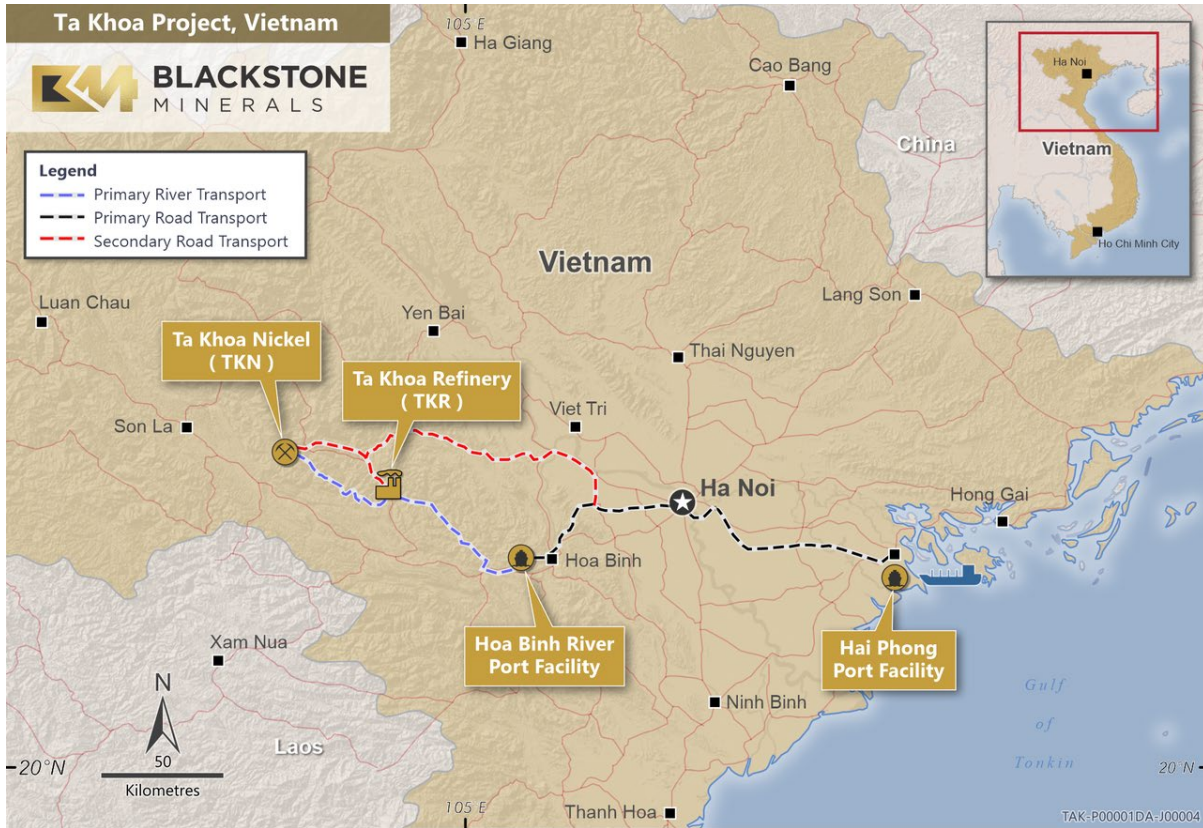 Ta Khoa Project, Vietnam
BLACKSTONE
MINERALS
Legend
Primary River Transport
Primary Road Transport
Secondary Road Transport
105 E
Ha Giang
Cao Bang
China
Ha Noi
Vietnam
Ho Chi Minh City
Vietnam
Luan Chau
Yen Bai
Lang Son
Thai Nguyen
Ta Khoa Nickel
( TKN )
Ta Khoa Refinery
( TKR )
Son La
Viet Tri
Ha Noi
Hong Gai
Hoa Binh
Hoa Binh River
Port Facility
Hai Phong
Port Facility
Xam Nua
N
Laos
Ninh Binh
Gulf
of
Tonkin
20°N
50
Kilometres
20°N
105 E
Thanh Hoa
TAK-P00001DA-J00004